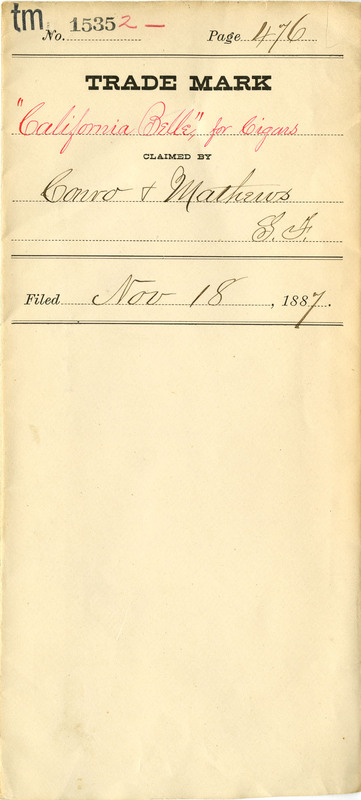 tm
No. 15352 — Page 476
TRADE MARK
"California Belle", for Cigars
CLAIMED BY
Conro & Mathews
S. F.
Filed Nov 18, 1887.